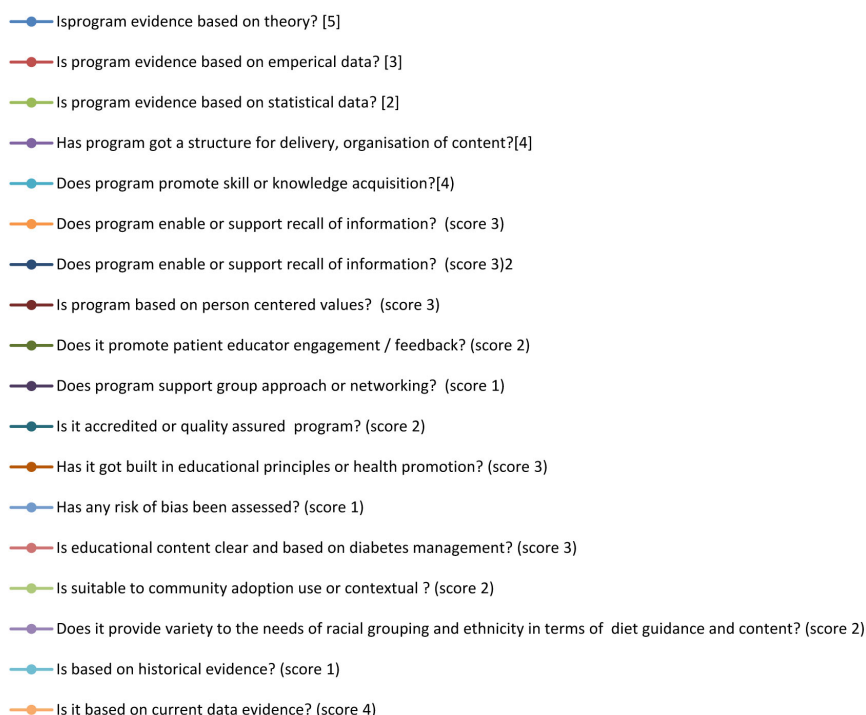 Isprogram evidence based on theory? [5]
Is program evidence based on emperical data? [3]
Is program evidence based on statistical data? [2]
Has program got a structure for delivery, organisation of content?[4]
Does program promote skill or knowledge acquisition?[4)
Does program enable or support recall of information?  (score 3)
Does program enable or support recall of information?  (score 3)2
Is program based on person centered values?  (score 3)
Does it promote patient educator engagement / feedback? (score 2)
Does program support group approach or networking?  (score 1)
Is it accredited or quality assured  program? (score 2)
Has it got built in educational principles or health promotion? (score 3)
Has any risk of bias been assessed? (score 1)
Is educational content clear and based on diabetes management? (score 3)
Is suitable to community adoption use or contextual ? (score 2)
Does it provide variety to the needs of racial grouping and ethnicity in terms of  diet guidance and content? (score 2)
Is based on historical evidence? (score 1)
Is it based on current data evidence? (score 4)